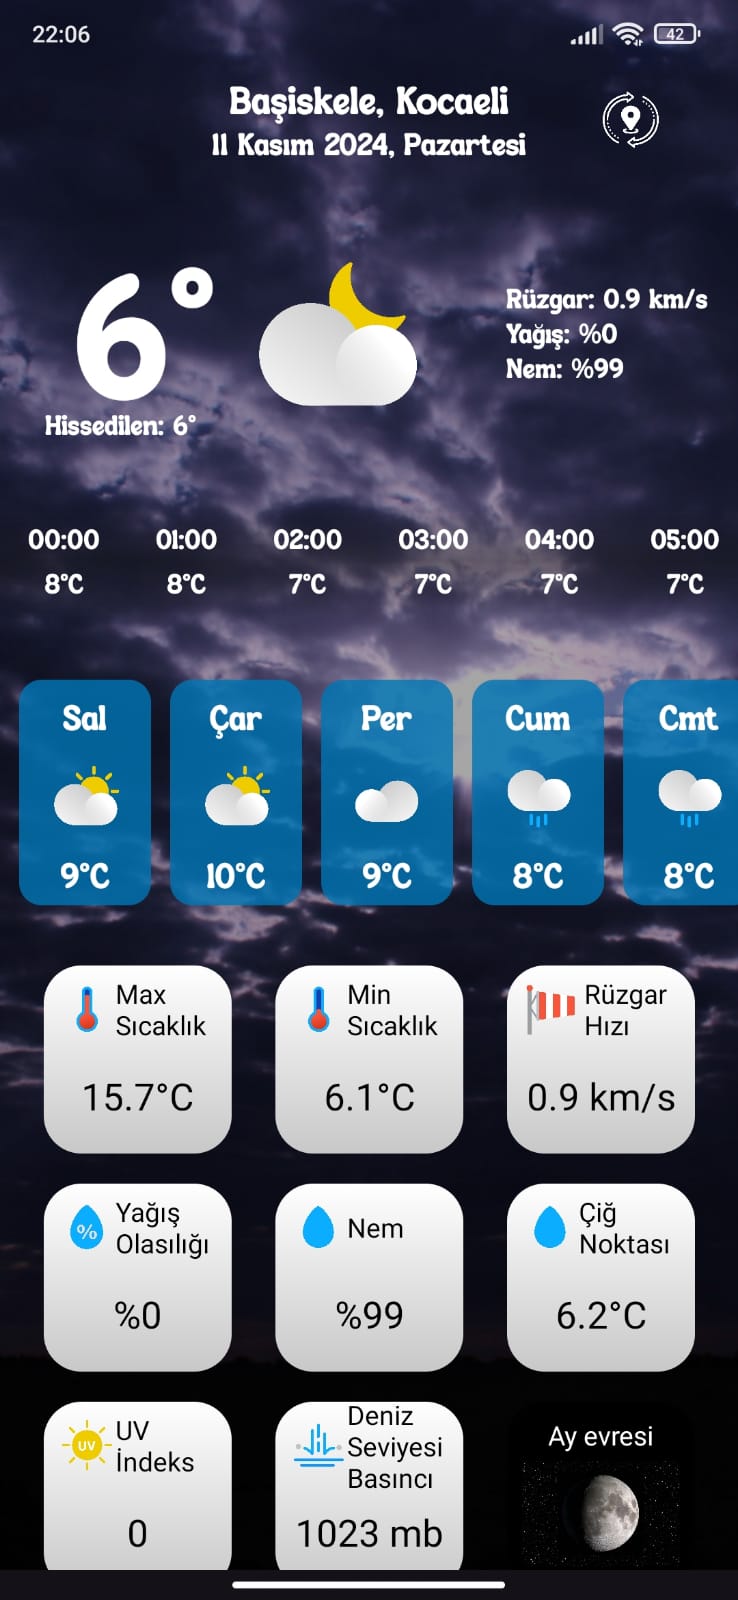 22:06
42
Başiskele, Kocaeli
11 Kasım 2024, Pazartesi
6°
Hissedilen: 6°
Rüzgar: 0.9 km/s
Yağış: %0
Nem: %99
00:00 01:00 02:00 03:00 04:00 05:00
8°C 8°C 7°C 7°C 7°C 7°C
Sal Çar Per Cum Cmt
9°C 10°C 9°C 8°C 8°C
Max
Sıcaklık
15.7°C
Min
Sıcaklık
6.1°C
Rüzgar
Hızı
0.9 km/s
%
Yağış
Olasılığı
%0
Nem
%99
Çiğ
Noktası
6.2°C
UV
UV
İndeks
0
Deniz
Seviyesi
Basıncı
1023 mb
Ay evresi